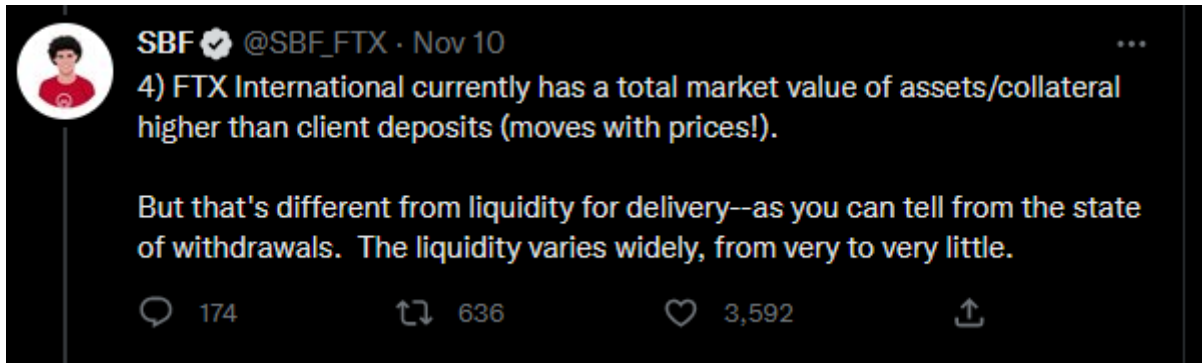 SBF @SBF_FTX · Nov 10
4) FTX International currently has a total market value of assets/collateral
higher than client deposits (moves with prices!).
But that's different from liquidity for delivery--as you can tell from the state
of withdrawals.  The liquidity varies widely, from very to very little.
174 636 3,592